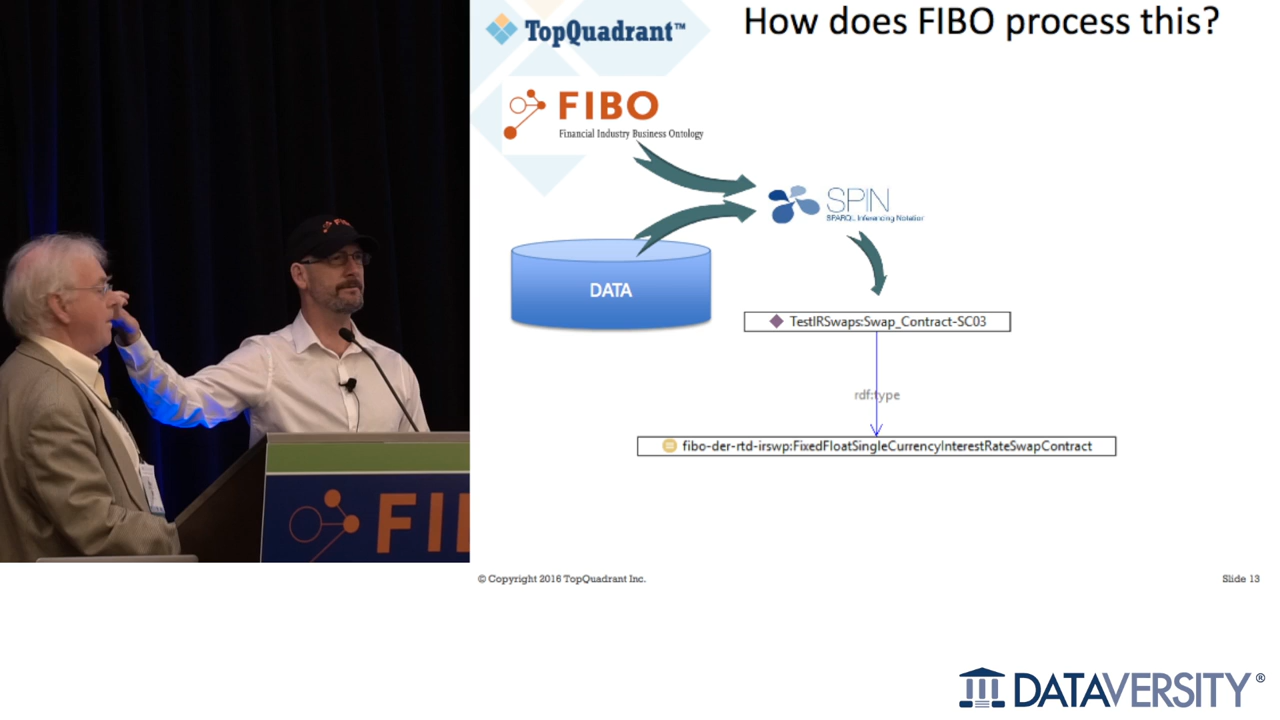 TopQuadrant™
How does FIBO process this?
FIBO
Financial Industry Business Ontology
SPIN
SPARQL Inferencing Notation
DATA
TestIRSwaps:Swap_Contract-SC03
rdf:type
fibo-der-rtd-irswp:FixedFloatSingleCurrencyInterestRateSwapContract
FI
© Copyright 2016 TopQuadrant Inc.
Slide 13
DATAVERSITY®